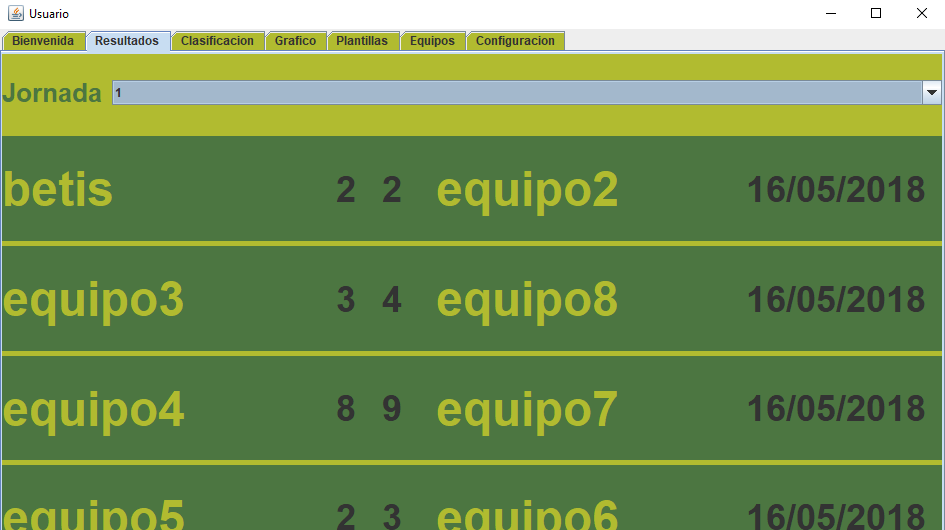 Usuario
Bienvenida Resultados Clasificacion Grafico Plantillas Equipos Configuracion
Jornada 1
betis 2 2 equipo2 16/05/2018
equipo3 3 4 equipo8 16/05/2018
equipo4 8 9 equipo7 16/05/2018
equipo5 2 3 equipo6 16/05/2018